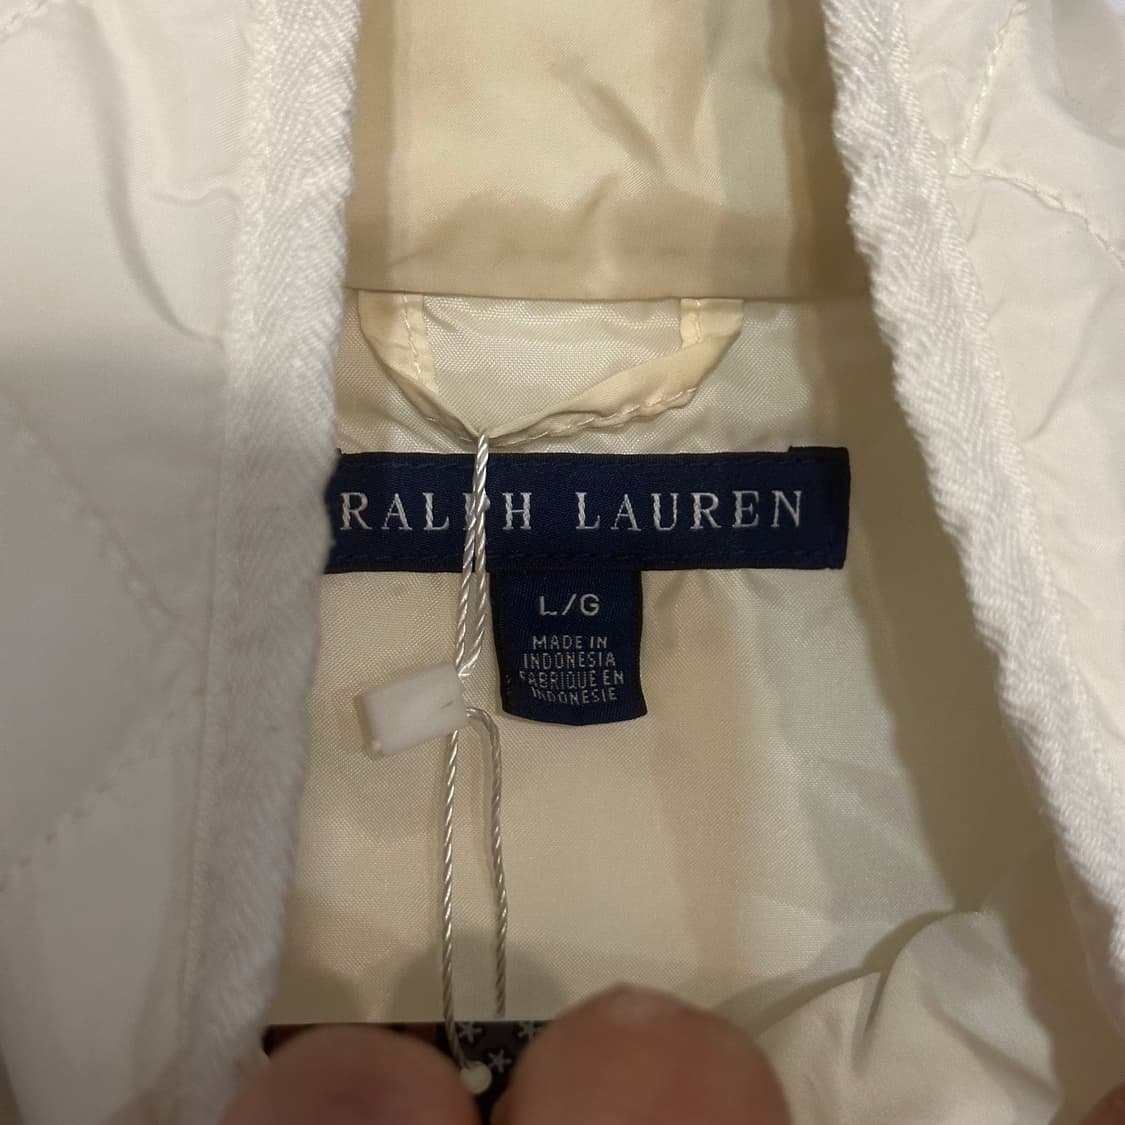 RALPH LAUREN
L/G
MADE IN
INDONESIA
FABRIQUE EN
INDONESIE